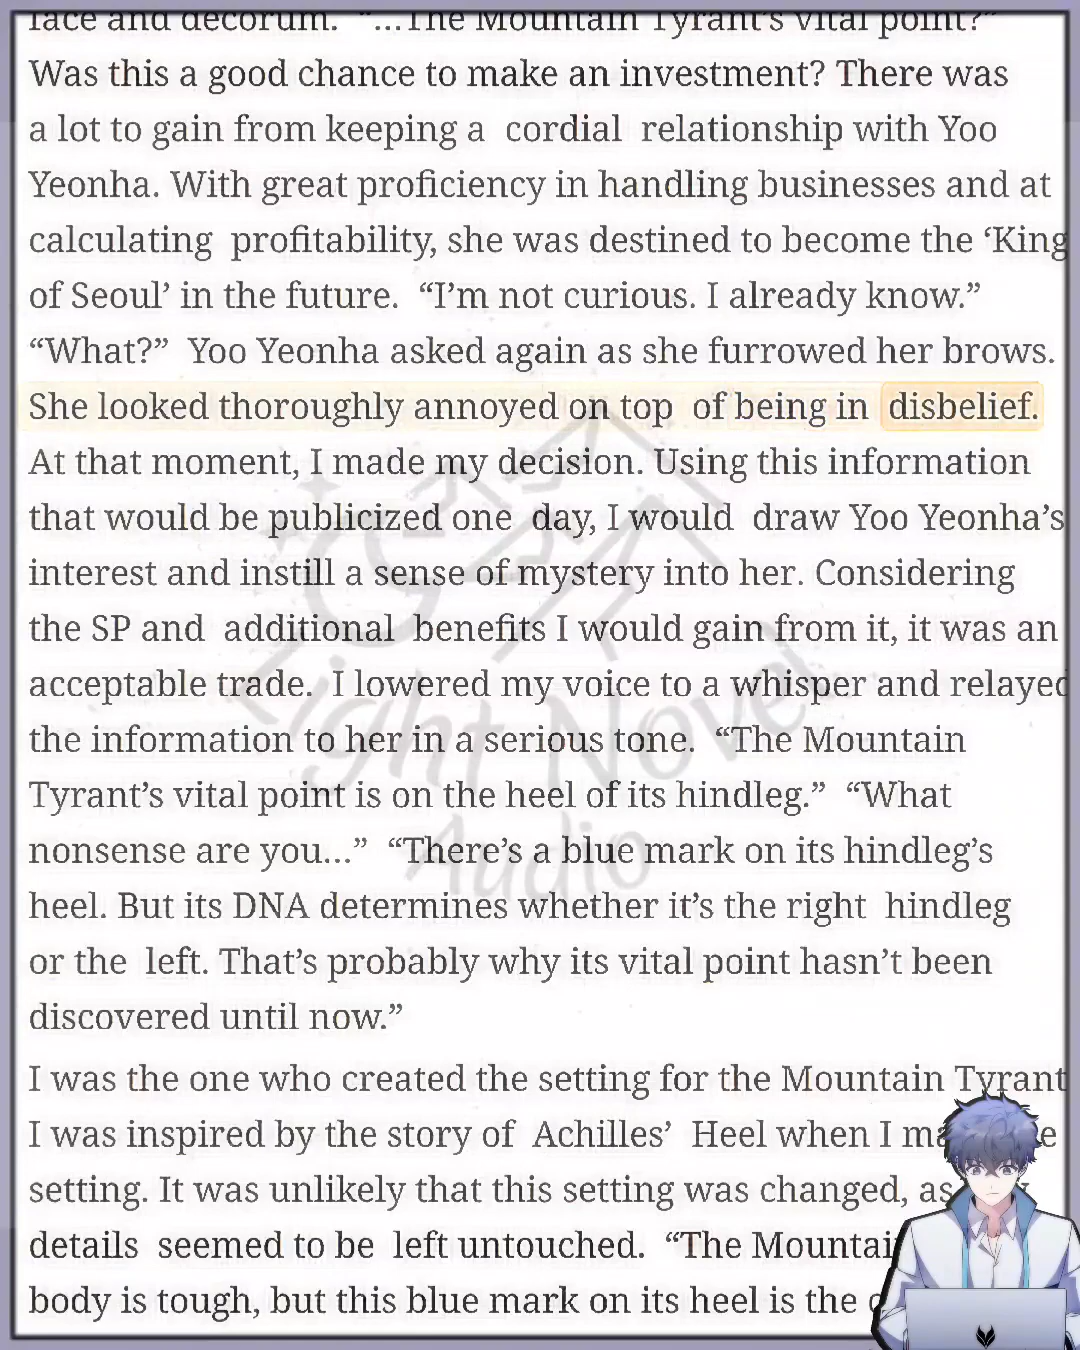 face and decorum.  “…The Mountain Tyrant’s vital point?”
Was this a good chance to make an investment? There was
a lot to gain from keeping a  cordial  relationship with Yoo
Yeonha. With great proficiency in handling businesses and at
calculating  profitability, she was destined to become the ‘King
of Seoul’ in the future.  “I’m not curious. I already know.”
“What?”  Yoo Yeonha asked again as she furrowed her brows.
She looked thoroughly annoyed on top  of being in  disbelief.
At that moment, I made my decision. Using this information
that would be publicized one  day, I would  draw Yoo Yeonha’s
interest and instill a sense of mystery into her. Considering
the SP and  additional  benefits I would gain from it, it was an
acceptable trade.  I lowered my voice to a whisper and relayed
the information to her in a serious tone.  “The Mountain
Tyrant’s vital point is on the heel of its hindleg.”  “What
nonsense are you…”  “There’s a blue mark on its hindleg’s
heel. But its DNA determines whether it’s the right  hindleg
or the  left. That’s probably why its vital point hasn’t been
discovered until now.”
I was the one who created the setting for the Mountain Tyrant
I was inspired by the story of  Achilles’  Heel when I
setting. It was unlikely that this setting was changed, as
details  seemed to be  left untouched.  “The
body is tough, but this blue mark on its heel is the
Light Novel
Audio